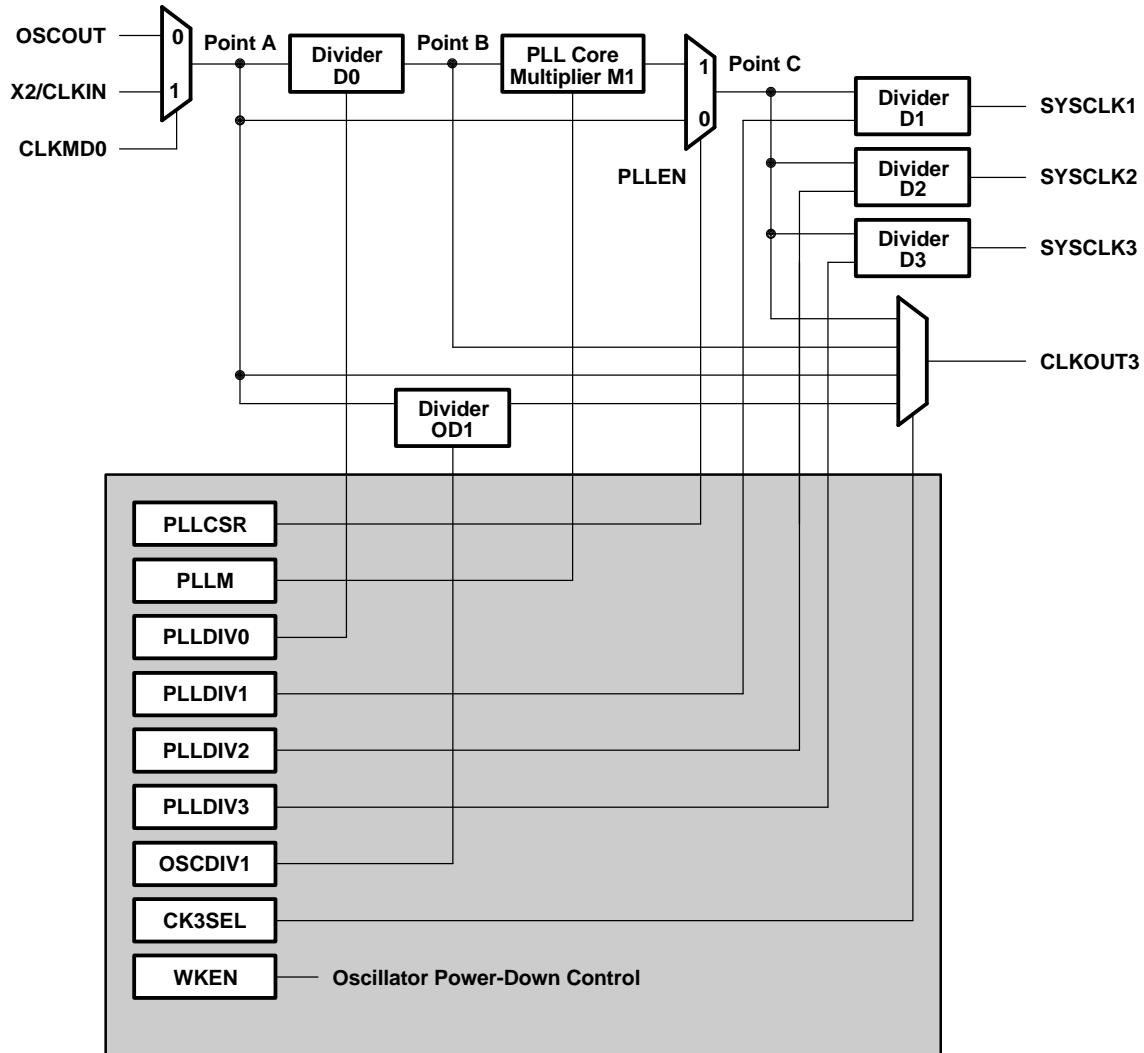 OSCOUT
0
Point A
Divider
D0
Point B
PLL Core
Multiplier M1
1
Point C
X2/CLKIN
1
Divider
D1
SYSCLK1
0
CLKMD0
PLLEN
Divider
D2
SYSCLK2
Divider
D3
SYSCLK3
CLKOUT3
Divider
OD1
PLLCSR
PLLM
PLLDIV0
PLLDIV1
PLLDIV2
PLLDIV3
OSCDIV1
CK3SEL
WKEN
Oscillator Power-Down Control